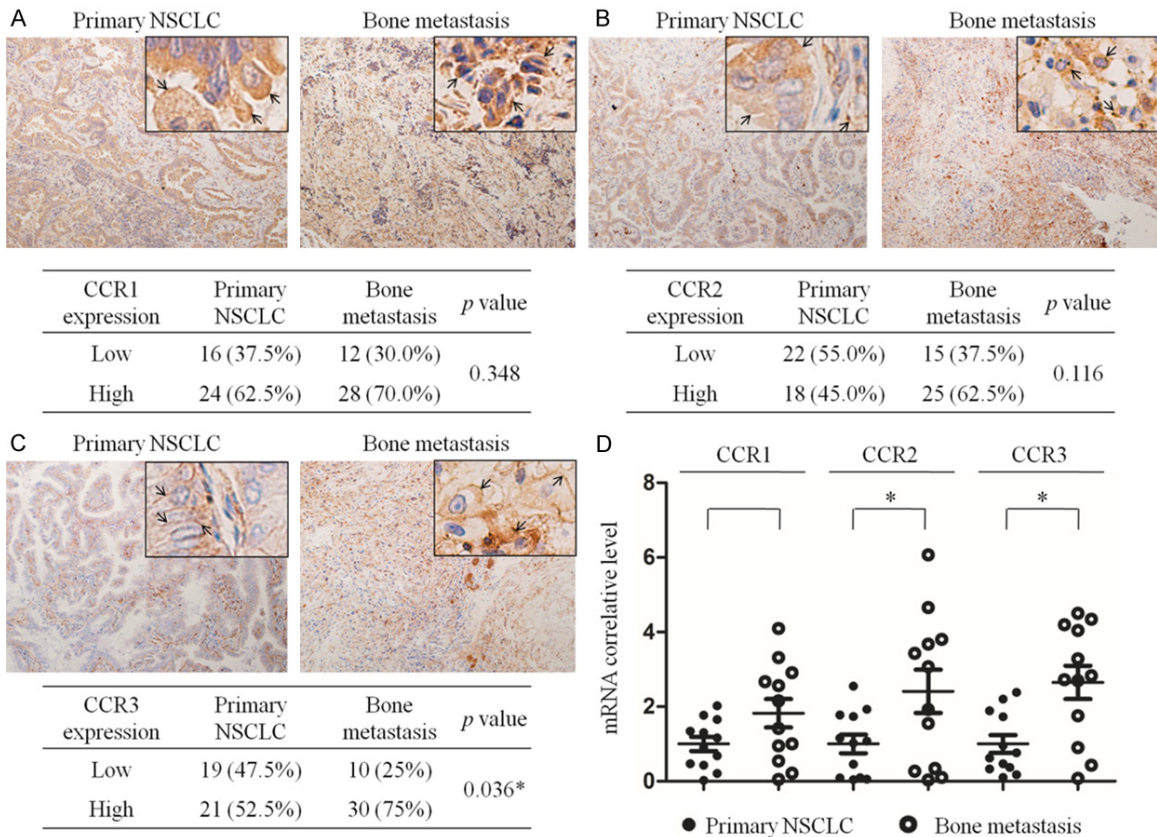 A
Primary NSCLC
Bone metastasis
CCR1 expression
Primary NSCLC
Bone metastasis
p value
Low
16 (37.5%)
12 (30.0%)
0.348
High
24 (62.5%)
28 (70.0%)
B
Primary NSCLC
Bone metastasis
CCR2 expression
Primary NSCLC
Bone metastasis
p value
Low
22 (55.0%)
15 (37.5%)
0.116
High
18 (45.0%)
25 (62.5%)
C
Primary NSCLC
Bone metastasis
CCR3 expression
Primary NSCLC
Bone metastasis
p value
Low
19 (47.5%)
10 (25%)
0.036*
High
21 (52.5%)
30 (75%)
D
CCR1
CCR2
CCR3
*
*
mRNA correlative level
8
6
4
2
0
Primary NSCLC
Bone metastasis